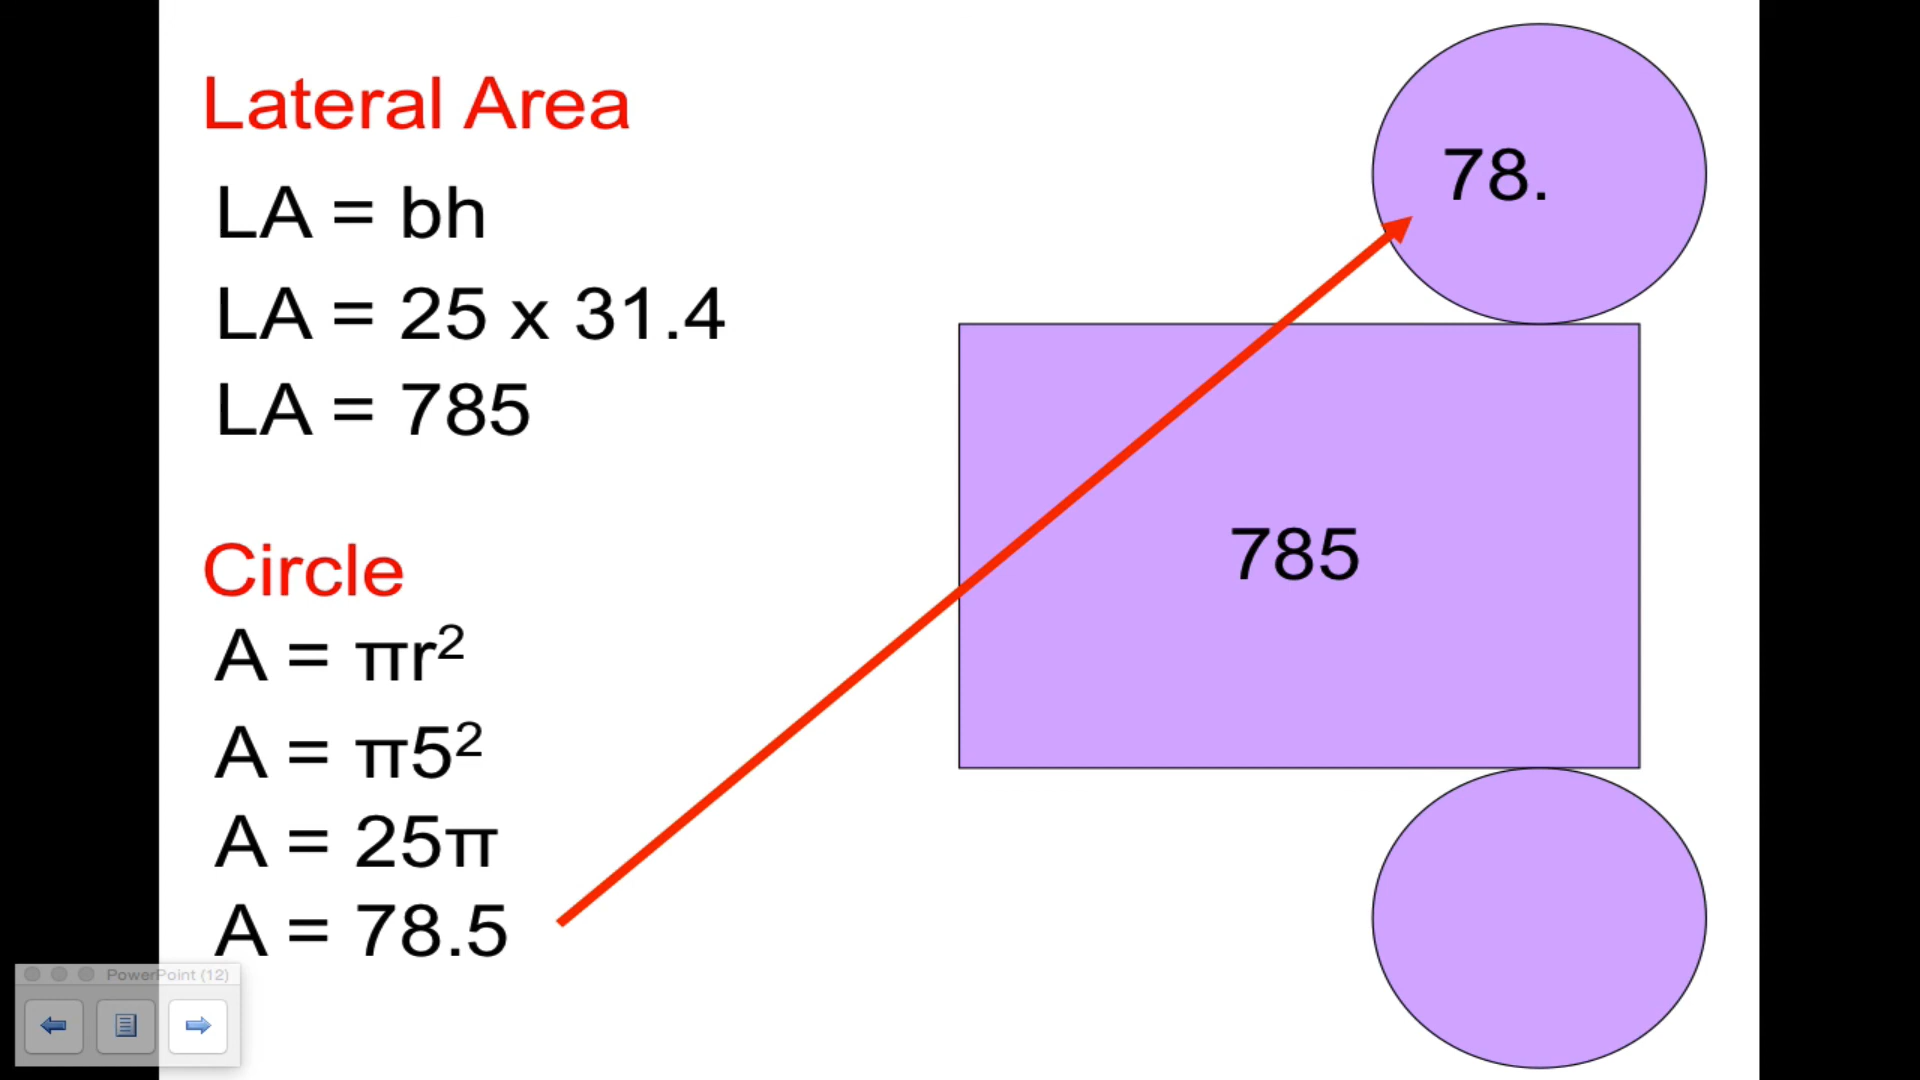 Lateral Area
LA = bh
LA = 25 x 31.4
LA = 785
Circle
A = πr²
A = π5²
A = 25π
A = 78.5
78.
785
PowerPoint (12)